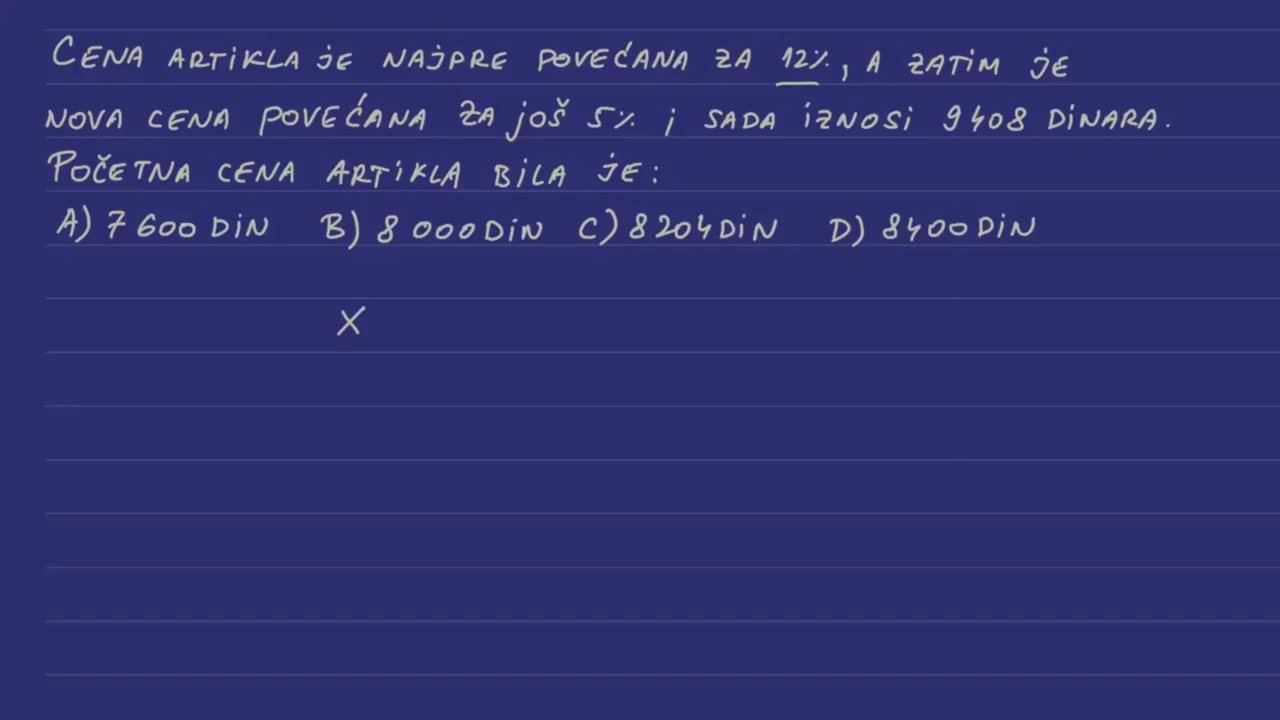 CENA ARTIKLA JE NAJPRE POVEĆANA ZA 12%, A ZATIM JE
NOVA CENA POVEĆANA ZA JOŠ 5% I SADA IZNOSI 9408 DINARA.
POČETNA CENA ARTIKLA BILA JE:
A) 7600 DIN B) 8000 DIN C) 8204 DIN D) 8400 DIN
X